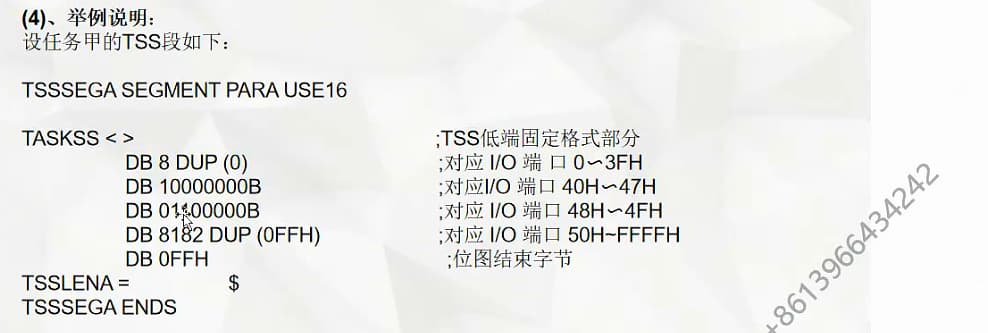 (4)、举例说明：
设任务甲的TSS段如下：
TSSSEGA SEGMENT PARA USE16
TASKSS < > ;TSS低端固定格式部分
DB 8 DUP (0) ;对应 I/O 端 口 0~3FH
DB 10000000B ;对应I/O 端口 40H~47H
DB 01100000B ;对应 I/O 端口 48H~4FH
DB 8182 DUP (0FFH) ;对应 I/O 端口 50H~FFFFH
DB 0FFH ;位图结束字节
TSSLENA = $
TSSSEGA ENDS
+8613966434242